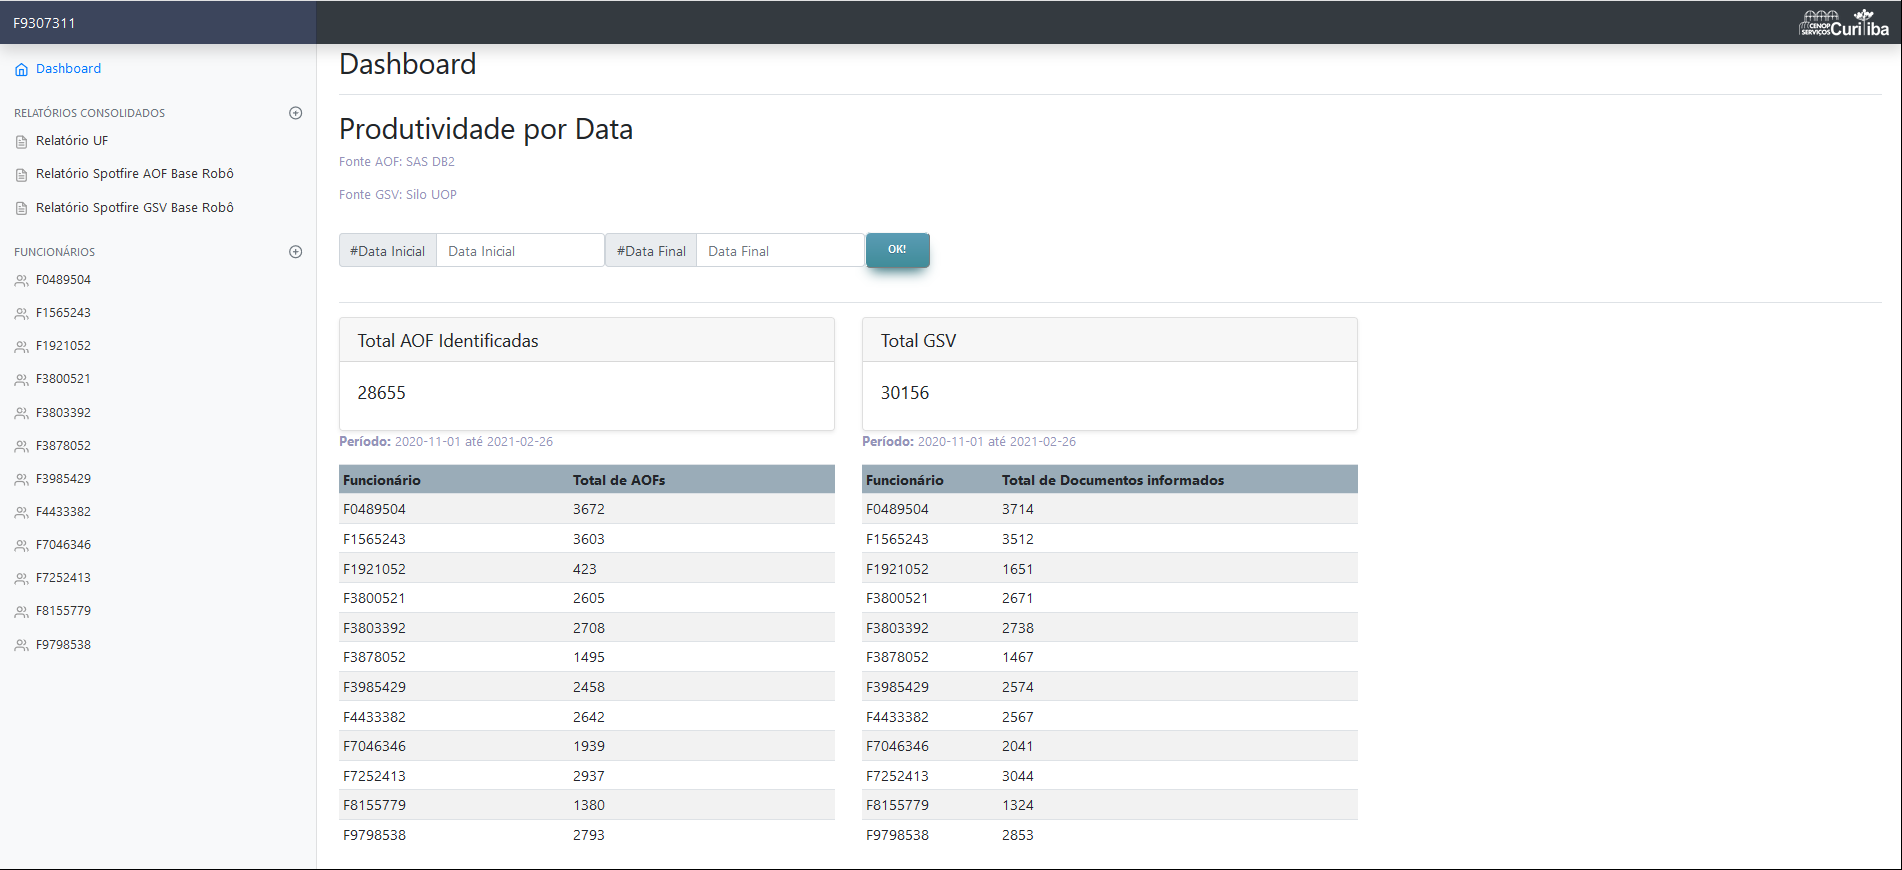 F9307311
CENOP
SERVIÇOS Curitiba
Dashboard
RELATÓRIOS CONSOLIDADOS
Relatório UF
Relatório Spotfire AOF Base Robô
Relatório Spotfire GSV Base Robô
FUNCIONÁRIOS
F0489504
F1565243
F1921052
F3800521
F3803392
F3878052
F3985429
F4433382
F7046346
F7252413
F8155779
F9798538
Dashboard
Produtividade por Data
Fonte AOF: SAS DB2
Fonte GSV: Silo UOP
#Data Inicial Data Inicial #Data Final Data Final OK!
Total AOF Identificadas
28655
Período: 2020-11-01 até 2021-02-26
Funcionário Total de AOFs
F0489504 3672
F1565243 3603
F1921052 423
F3800521 2605
F3803392 2708
F3878052 1495
F3985429 2458
F4433382 2642
F7046346 1939
F7252413 2937
F8155779 1380
F9798538 2793
Total GSV
30156
Período: 2020-11-01 até 2021-02-26
Funcionário Total de Documentos informados
F0489504 3714
F1565243 3512
F1921052 1651
F3800521 2671
F3803392 2738
F3878052 1467
F3985429 2574
F4433382 2567
F7046346 2041
F7252413 3044
F8155779 1324
F9798538 2853